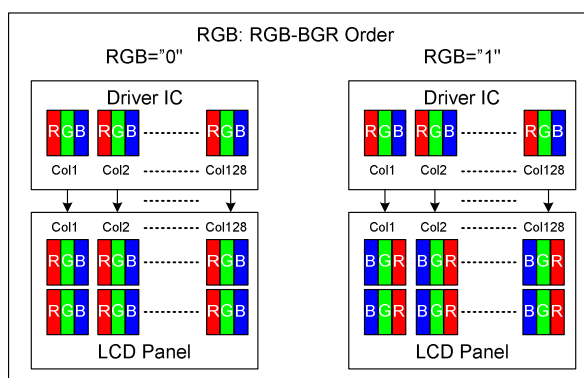 RGB: RGB-BGR Order
RGB="0"
RGB="1"
Driver IC
RGB RGB RGB
Col1 Col2 Col128
Col1 Col2 Col128
RGB RGB RGB
RGB RGB RGB
LCD Panel
Driver IC
RGB RGB RGB
Col1 Col2 Col128
Col1 Col2 Col128
BGR BGR BGR
BGR BGR BGR
LCD Panel